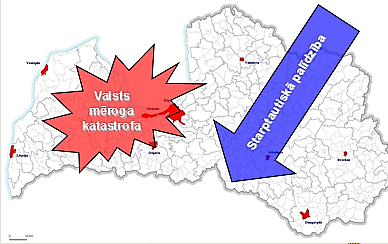 Valsts
mēroga
katastrofa
Starptautiskā palīdzība
Ventspils
Valmiera
Liepāja
Jelgava
Rēzekne
Daugavpils